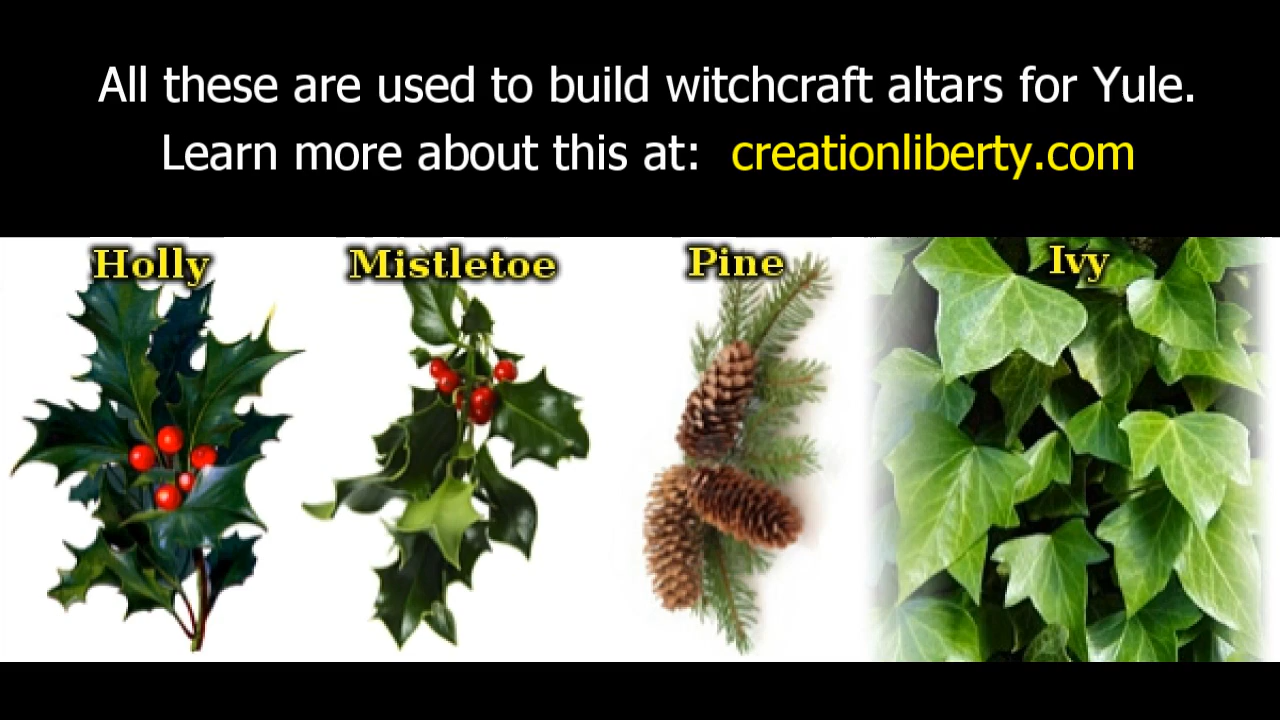 All these are used to build witchcraft altars for Yule.
Learn more about this at: creationliberty.com
Holly Mistletoe Pine Ivy